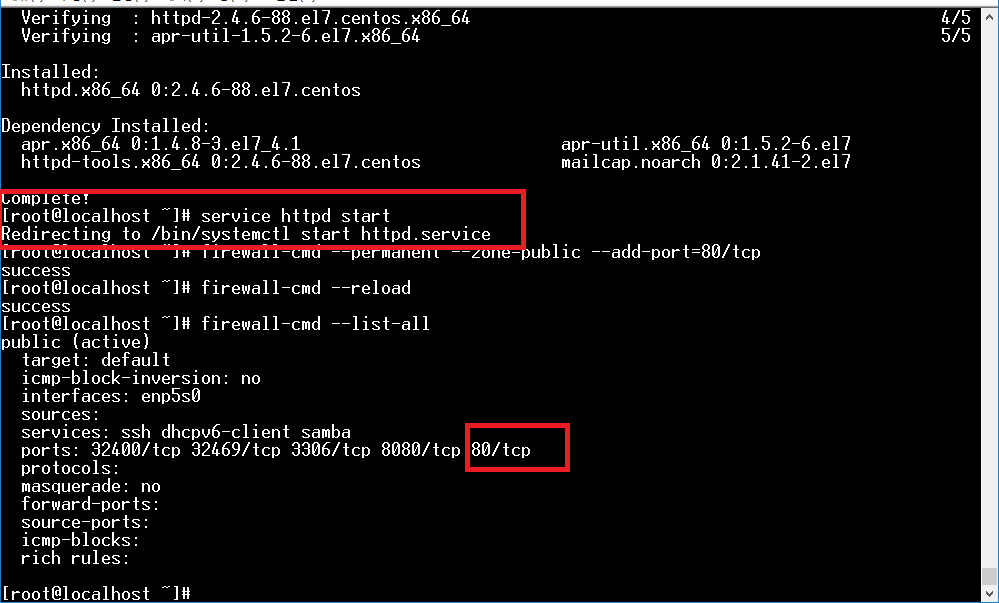 Verifying  : httpd-2.4.6-88.el7.centos.x86_64 4/5
Verifying  : apr-util-1.5.2-6.el7.x86_64 5/5
Installed:
httpd.x86_64 0:2.4.6-88.el7.centos
Dependency Installed:
apr.x86_64 0:1.4.8-3.el7_4.1 apr-util.x86_64 0:1.5.2-6.el7
httpd-tools.x86_64 0:2.4.6-88.el7.centos mailcap.noarch 0:2.1.41-2.el7
Complete!
[root@localhost ~]# service httpd start
Redirecting to /bin/systemctl start httpd.service
[root@localhost ~]# firewall-cmd --permanent --zone=public --add-port=80/tcp
success
[root@localhost ~]# firewall-cmd --reload
success
[root@localhost ~]# firewall-cmd --list-all
public (active)
target: default
icmp-block-inversion: no
interfaces: enp5s0
sources:
services: ssh dhcpv6-client samba
ports: 32400/tcp 32469/tcp 3306/tcp 8080/tcp 80/tcp
protocols:
masquerade: no
forward-ports:
source-ports:
icmp-blocks:
rich rules:
[root@localhost ~]#